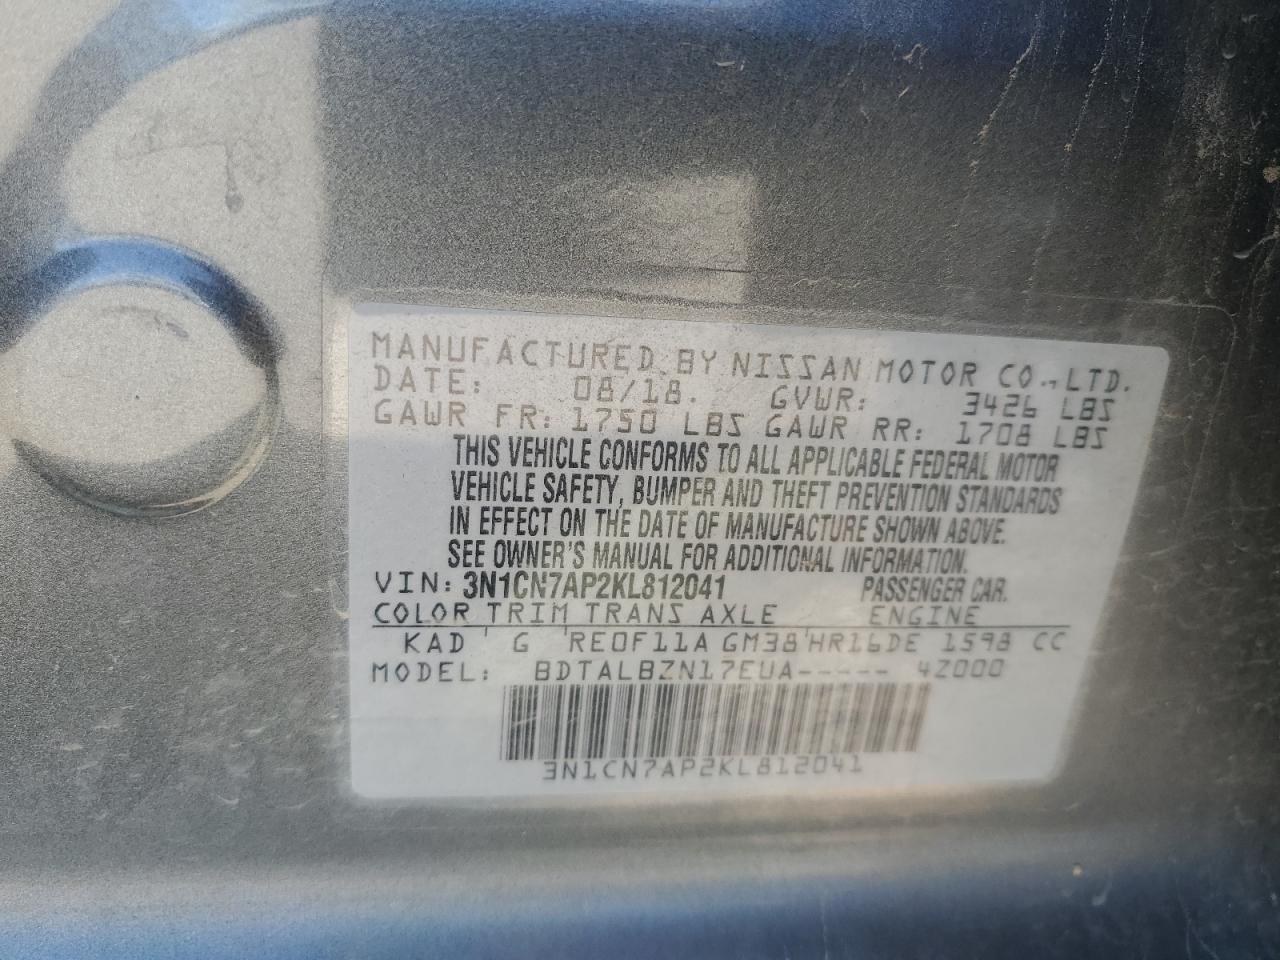 MANUFACTURED BY NISSAN MOTOR CO., LTD.
DATE: 08/18. GVWR: 3426 LBS
GAWR FR: 1750 LBS GAWR RR: 1708 LBS
THIS VEHICLE CONFORMS TO ALL APPLICABLE FEDERAL MOTOR
VEHICLE SAFETY, BUMPER AND THEFT PREVENTION STANDARDS
IN EFFECT ON THE DATE OF MANUFACTURE SHOWN ABOVE.
SEE OWNER'S MANUAL FOR ADDITIONAL INFORMATION.
VIN: 3N1CN7AP2KL812041 PASSENGER CAR.
COLOR TRIM TRANS AXLE ENGINE
KAD G RE0F11A GM38 HR16DE 1598 CC
MODEL: BDTALBZN17EUA----- 4Z000
3N1CN7AP2KL812041